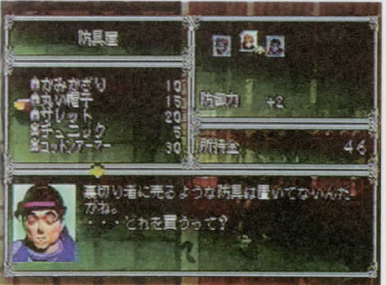 防具屋
かみかざり 10
丸い帽子 15
サレット 20
チュニック 5
コットンアーマー 30
防御力 +2
所持金 46
裏切り者に売るような防具は置いてないんだ
がね。
・・・どれを買うって?